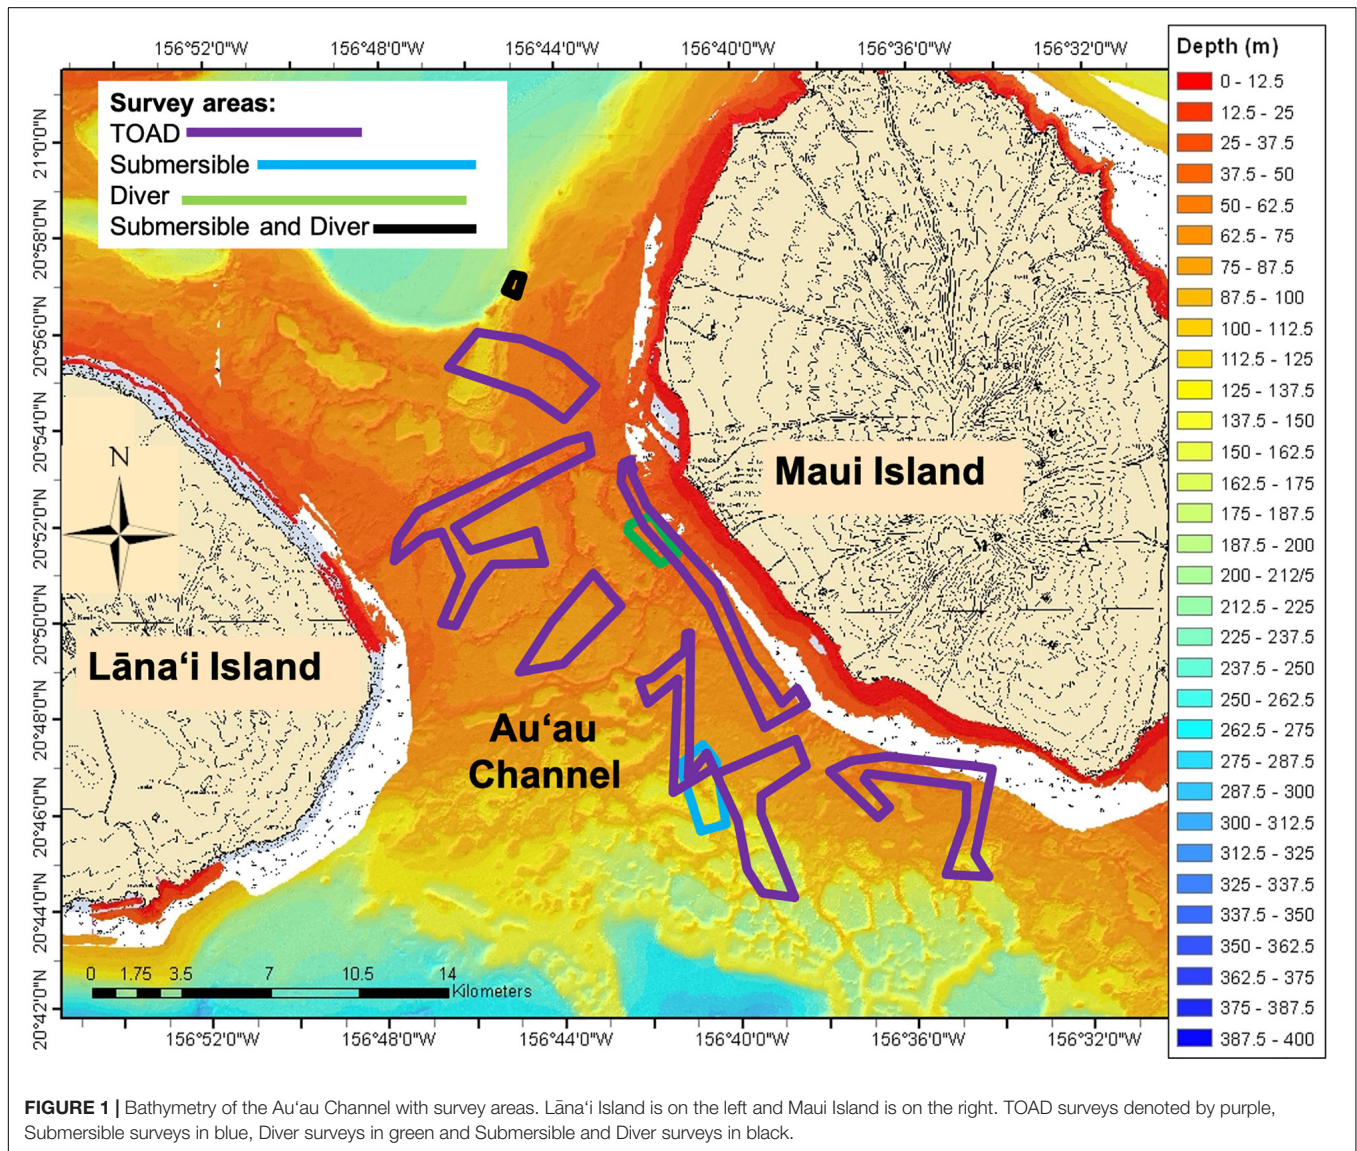 156°52'0"W 156°48'0"W 156°44'0"W 156°40'0"W 156°36'0"W 156°32'0"W
Survey areas:
TOAD
Submersible
Diver
Submersible and Diver
21°0'0"N
20°58'0"N
20°56'0"N
20°54'0"N
20°52'0"N
20°50'0"N
20°48'0"N
20°46'0"N
20°44'0"N
20°42'0"N
N
Maui Island
Lāna‘i Island
Au‘au
Channel
0 1.75 3.5 7 10.5 14
Kilometers
156°52'0"W 156°48'0"W 156°44'0"W 156°40'0"W 156°36'0"W 156°32'0"W
Depth (m)
0 - 12.5
12.5 - 25
25 - 37.5
37.5 - 50
50 - 62.5
62.5 - 75
75 - 87.5
87.5 - 100
100 - 112.5
112.5 - 125
125 - 137.5
137.5 - 150
150 - 162.5
162.5 - 175
175 - 187.5
187.5 - 200
200 - 212/5
212.5 - 225
225 - 237.5
237.5 - 250
250 - 262.5
262.5 - 275
275 - 287.5
287.5 - 300
300 - 312.5
312.5 - 325
325 - 337.5
337.5 - 350
350 - 362.5
362.5 - 375
375 - 387.5
387.5 - 400
FIGURE 1 | Bathymetry of the Au‘au Channel with survey areas. Lāna‘i Island is on the left and Maui Island is on the right. TOAD surveys denoted by purple,
Submersible surveys in blue, Diver surveys in green and Submersible and Diver surveys in black.